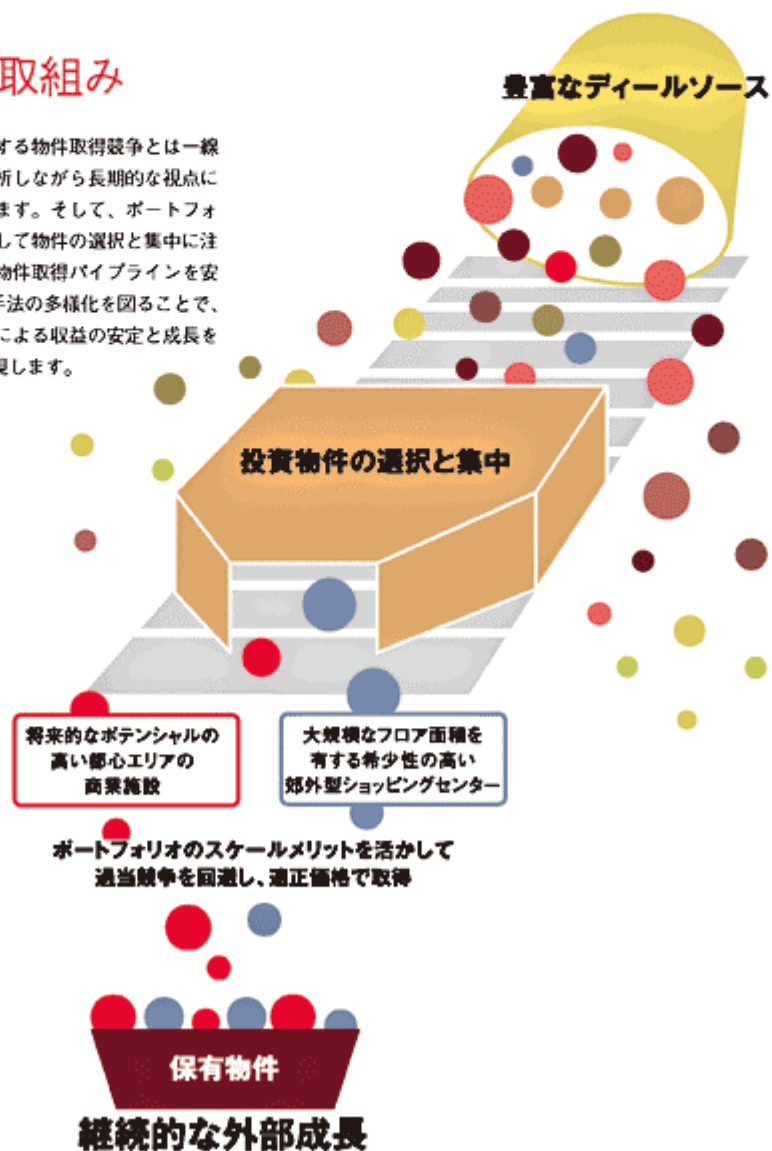 取組み
する物件取得競争とは一線
析しながら長期的な視点に
ます。そして、ポートフォ
して物件の選択と集中に注
物件取得パイプラインを安
手法の多様化を図ることで、
による収益の安定と成長を
現します。
豊富なディールソース
投資物件の選択と集中
将来的なポテンシャルの
高い都心エリアの
商業施設
大規模なフロア面積を
有する希少性の高い
郊外型ショッピングセンター
ポートフォリオのスケールメリットを活かして
過当競争を回避し、適正価格で取得
保有物件
継続的な外部成長